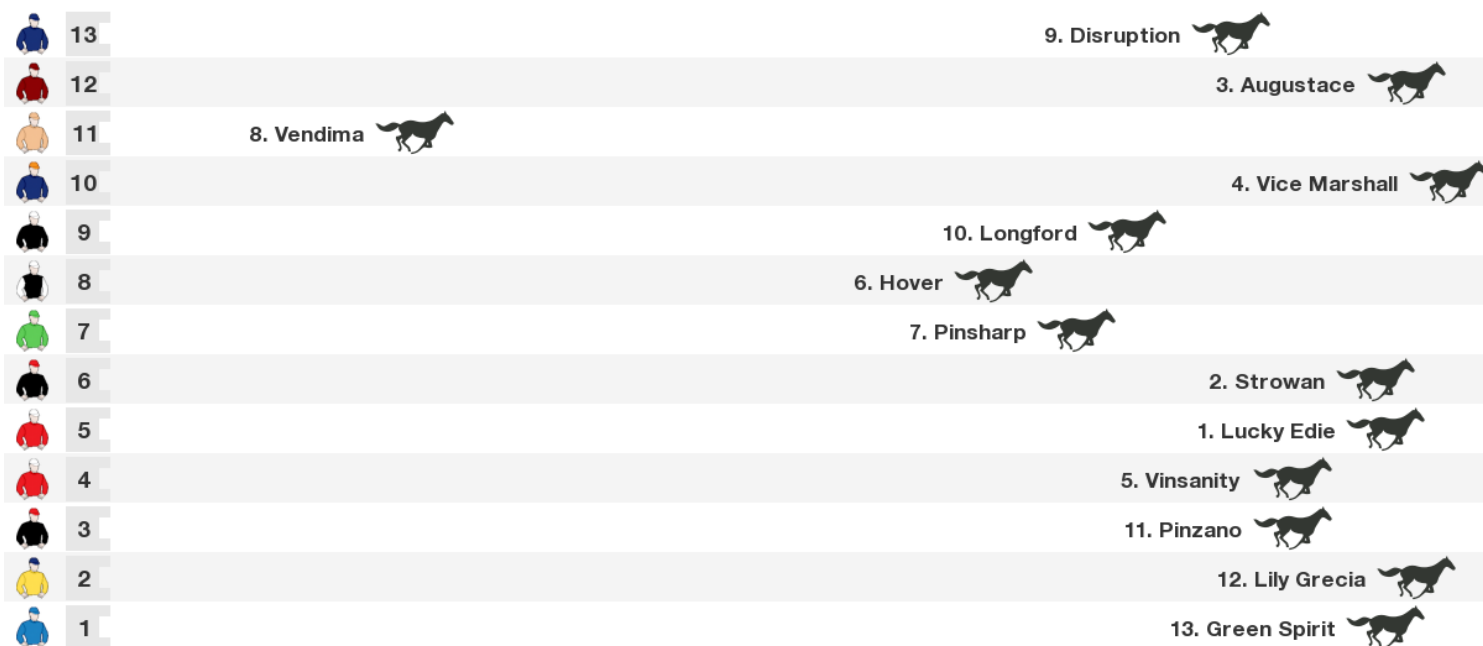 13 9. Disruption
12 3. Augustace
11 8. Vendima
10 4. Vice Marshall
9 10. Longford
8 6. Hover
7 7. Pinsharp
6 2. Strowan
5 1. Lucky Edie
4 5. Vinsanity
3 11. Pinzano
2 12. Lily Grecia
1 13. Green Spirit